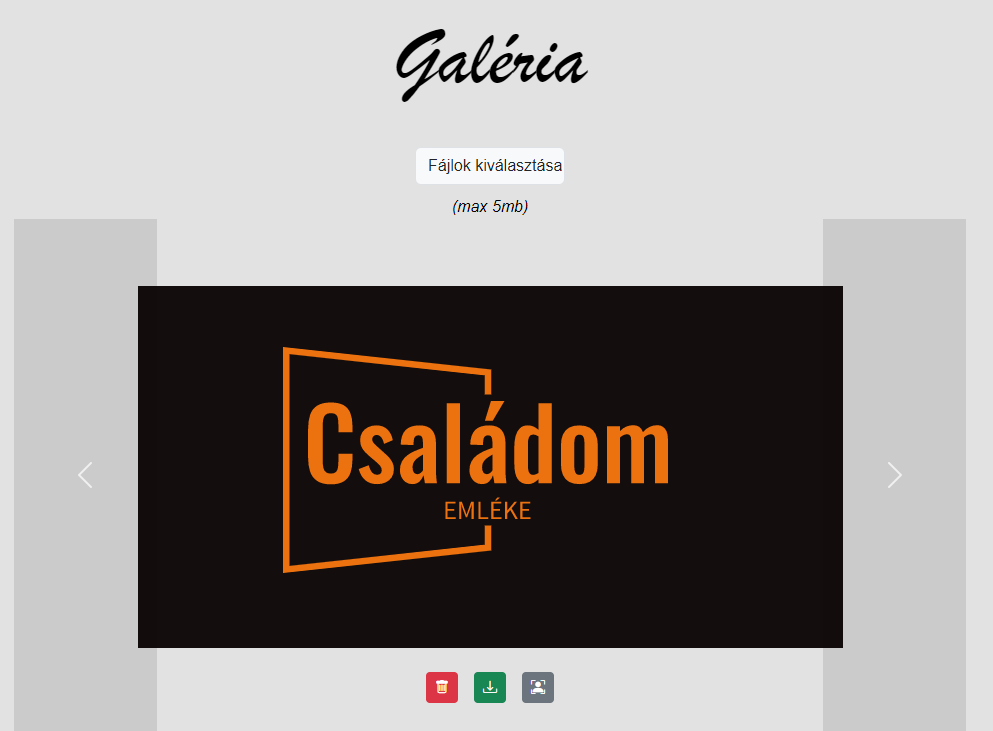 Galéria
Fájlok kiválasztása
(max 5mb)
Családom
EMLÉKE